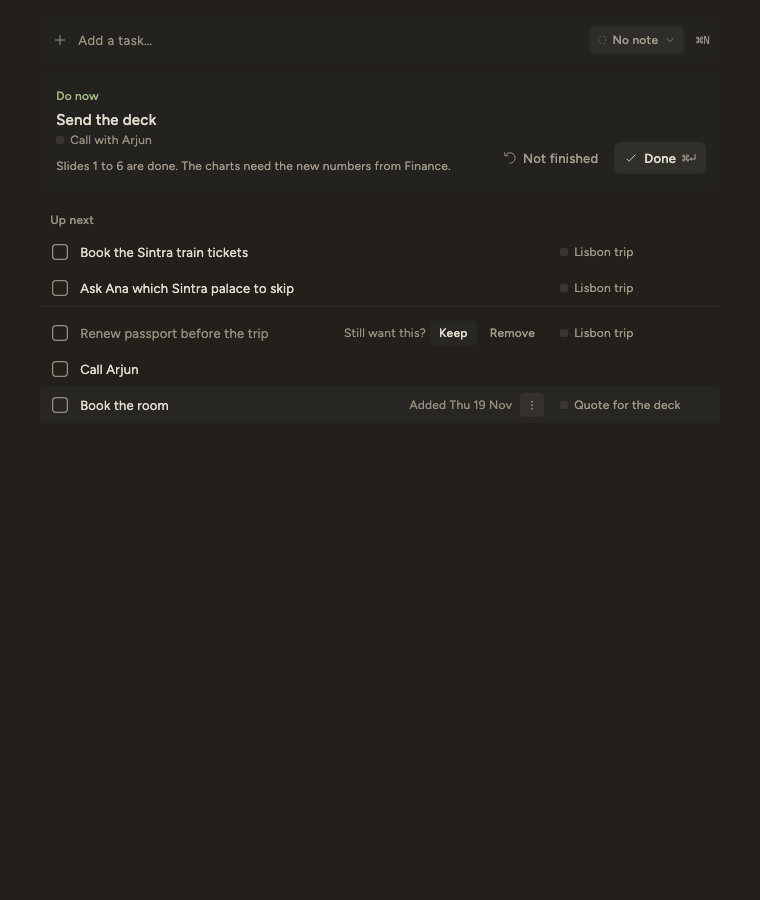 Add a task...
No note
⌘N
Do now
Send the deck
Call with Arjun
Slides 1 to 6 are done. The charts need the new numbers from Finance.
Not finished
Done ⌘↵
Up next
Book the Sintra train tickets
Lisbon trip
Ask Ana which Sintra palace to skip
Lisbon trip
Renew passport before the trip
Still want this?
Keep
Remove
Lisbon trip
Call Arjun
Book the room
Added Thu 19 Nov
Quote for the deck